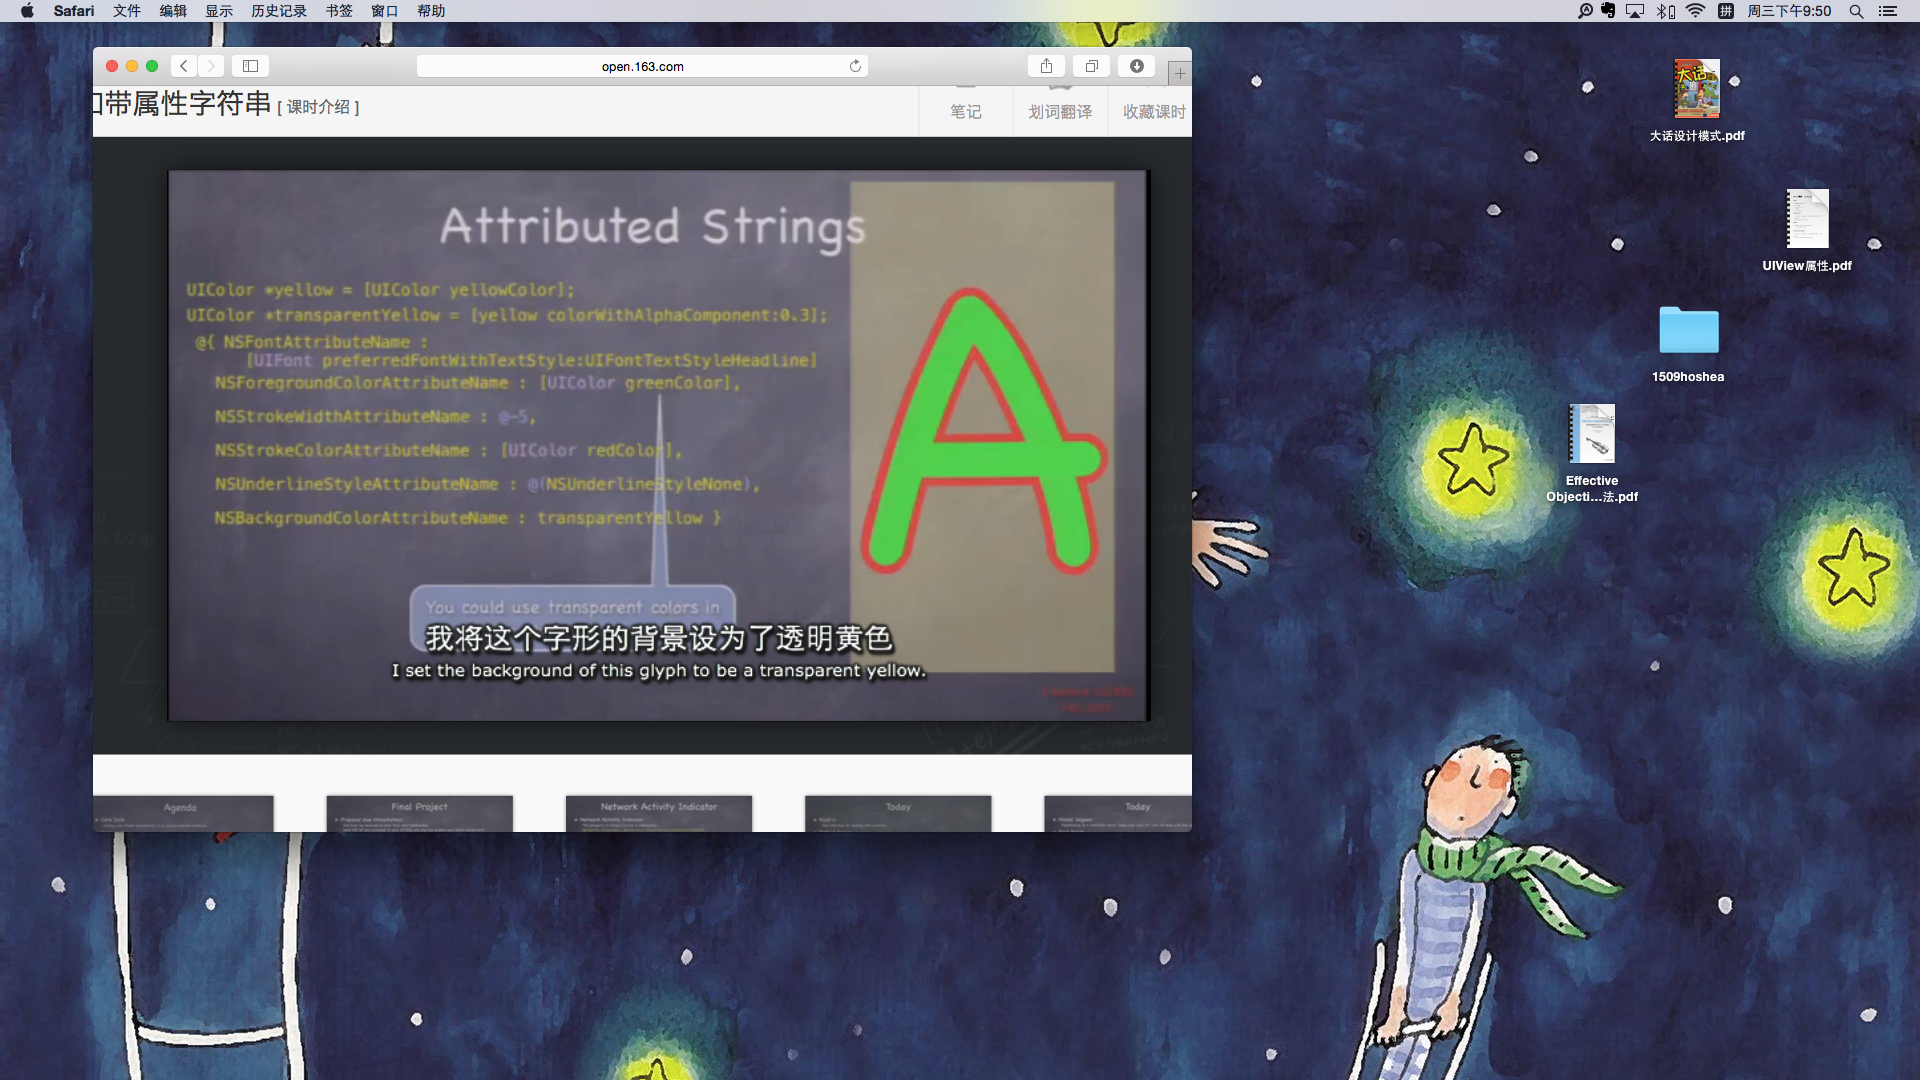 Safari 文件 编辑 显示 历史记录 书签 窗口 帮助
拼 周三下午9:50
open.163.com
带属性字符串 [ 课时介绍 ]
笔记 划词翻译 收藏课时
Attributed Strings
UIColor *yellow = [UIColor yellowColor];
UIColor *transparentYellow = [yellow colorWithAlphaComponent:0.3];
@{ NSFontAttributeName :
[UIFont preferredFontWithTextStyle:UIFontTextStyleHeadline]
NSForegroundColorAttributeName : [UIColor greenColor],
NSStrokeWidthAttributeName : @-5,
NSStrokeColorAttributeName : [UIColor redColor],
NSUnderlineStyleAttributeName : @(NSUnderlineStyleNone),
NSBackgroundColorAttributeName : transparentYellow }
A
You could use transparent colors in
我将这个字形的背景设为了透明黄色
I set the background of this glyph to be a transparent yellow.
Agenda
Final Project
Network Activity Indicator
Network Activity Indicator
Today
Today
大话
大话设计模式.pdf
UIView属性.pdf
1509hoshea
Effective
Objecti...法.pdf